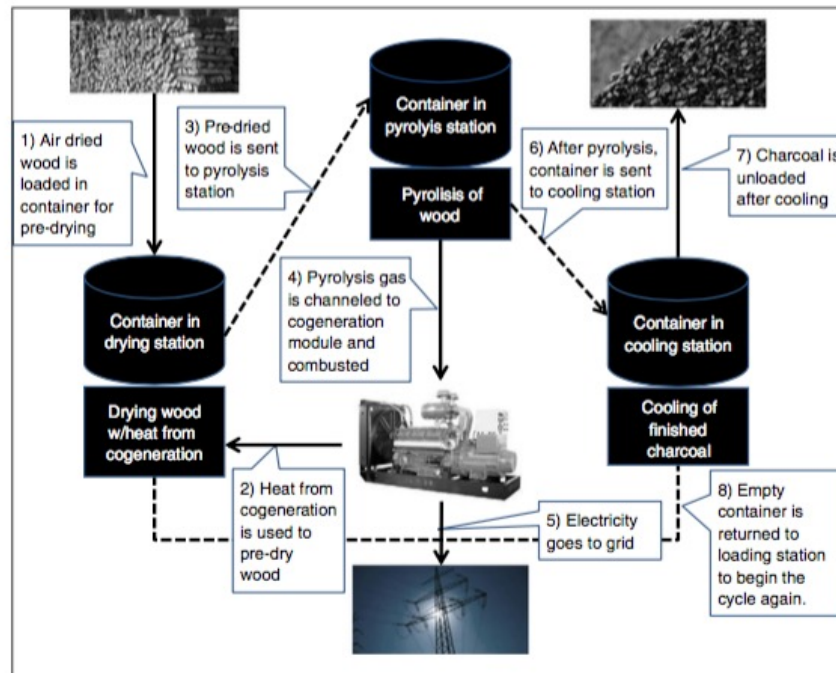 1) Air dried
wood is
loaded in
container for
pre-drying
3) Pre-dried
wood is sent
to pyrolysis
station
Container in
pyrolyis station
Pyrolisis of
wood
6) After pyrolysis,
container is
sent to cooling
station
7) Charcoal is
unloaded
after cooling
Container in
drying station
Drying wood
w/heat from
cogeneration
4) Pyrolysis gas
is channeled to
cogeneration
module and
combusted
Container in
cooling station
Cooling of
finished
charcoal
2) Heat from
cogeneration
is used to
pre-dry
wood
5) Electricity
goes to grid
8) Empty
container is
returned to
loading station
to begin the
cycle again.